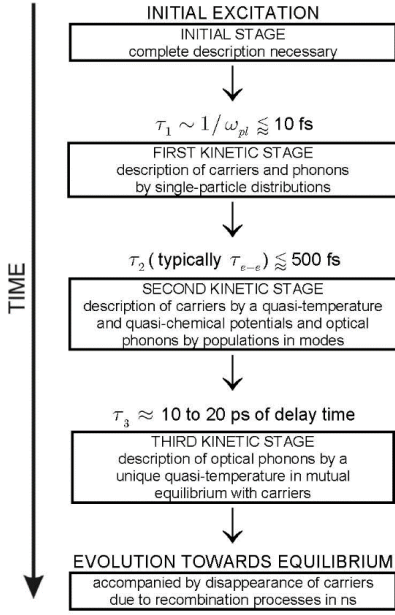 INITIAL EXCITATION
INITIAL STAGE
complete description necessary
τ₁ ∼ 1/ω_pl ⪅ 10 fs
FIRST KINETIC STAGE
description of carriers and phonons
by single-particle distributions
τ₂ (typically τ_e−e) ⪅ 500 fs
SECOND KINETIC STAGE
description of carriers by a quasi-temperature
and quasi-chemical potentials and optical
phonons by populations in modes
τ₃ ≈ 10 to 20 ps of delay time
THIRD KINETIC STAGE
description of optical phonons by a
unique quasi-temperature in mutual
equilibrium with carriers
EVOLUTION TOWARDS EQUILIBRIUM
accompanied by disappearance of carriers
due to recombination processes in ns
TIME